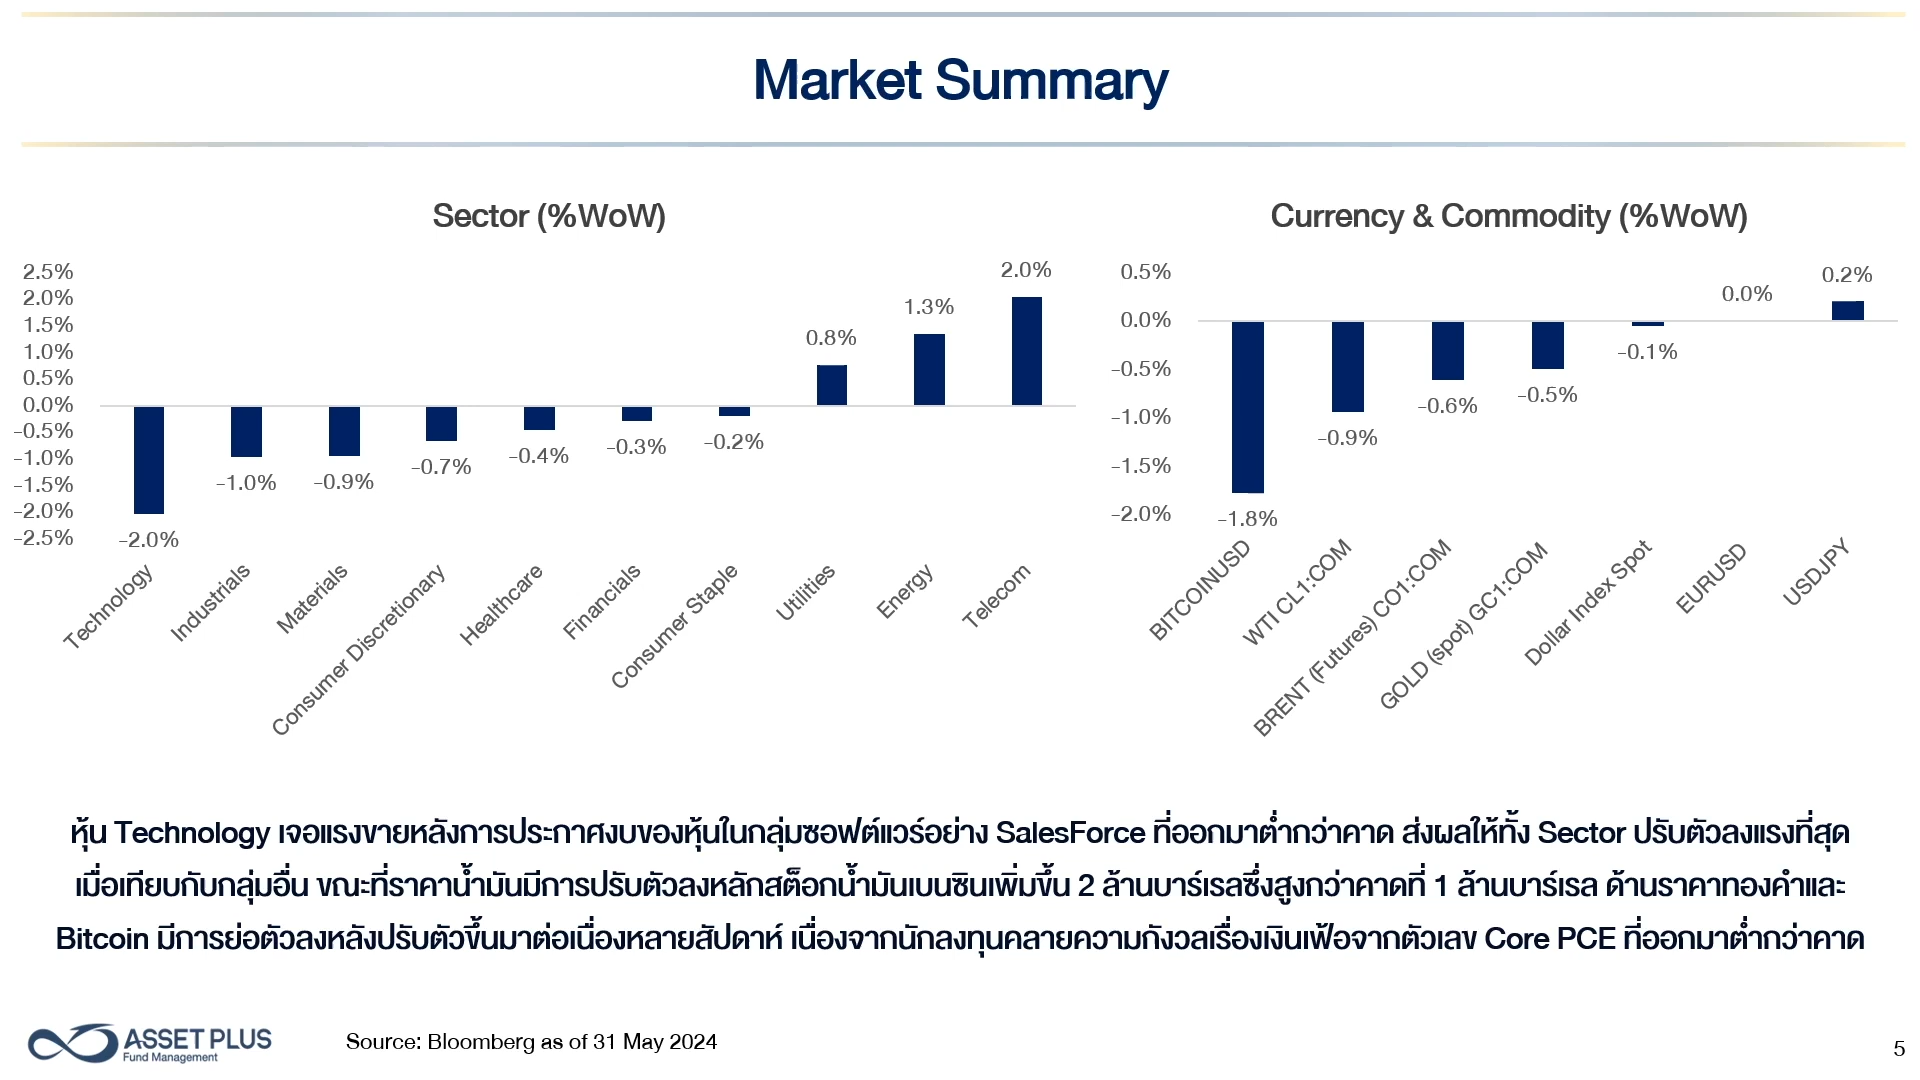 Market Summary
Sector (%WoW)
2.5%
2.0%
1.5%
1.0%
0.5%
0.0%
-0.5%
-1.0%
-1.5%
-2.0%
-2.5%
-2.0%
-1.0%
-0.9%
-0.7%
-0.4%
-0.3%
-0.2%
0.8%
1.3%
2.0%
Technology
Industrials
Materials
Consumer Discretionary
Healthcare
Financials
Consumer Staple
Utilities
Energy
Telecom
Currency & Commodity (%WoW)
0.5%
0.0%
-0.5%
-1.0%
-1.5%
-2.0%
-1.8%
-0.9%
-0.6%
-0.5%
-0.1%
0.0%
0.2%
BITCOINUSD
WTI CL1:COM
BRENT (Futures) CO1:COM
GOLD (spot) GC1:COM
Dollar Index Spot
EURUSD
USDJPY
หุ้น Technology เจอแรงขายหลังการประกาศงบของหุ้นในกลุ่มซอฟต์แวร์อย่าง SalesForce ที่ออกมาต่ำกว่าคาด ส่งผลให้ทั้ง Sector ปรับตัวลงแรงที่สุด
เมื่อเทียบกับกลุ่มอื่น ขณะที่ราคาน้ำมันมีการปรับตัวลงหลักสต็อกน้ำมันเบนซินเพิ่มขึ้น 2 ล้านบาร์เรลซึ่งสูงกว่าคาดที่ 1 ล้านบาร์เรล ด้านราคาทองคำและ
Bitcoin มีการย่อตัวลงหลังปรับตัวขึ้นมาต่อเนื่องหลายสัปดาห์ เนื่องจากนักลงทุนคลายความกังวลเรื่องเงินเฟ้อจากตัวเลข Core PCE ที่ออกมาต่ำกว่าคาด
ASSET PLUS
Fund Management
Source: Bloomberg as of 31 May 2024
5